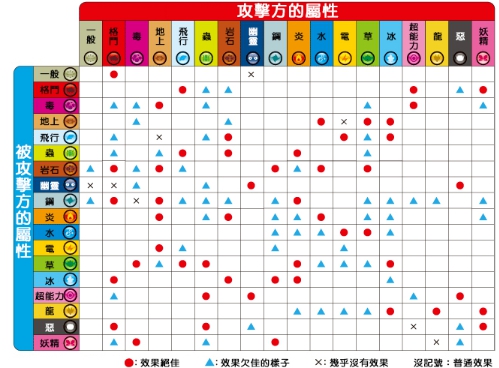 攻擊方的屬性
一般 格鬥 毒 地上 飛行 蟲 岩石 幽靈 鋼 炎 水 電 草 冰 超能力 龍 惡 妖精
被攻擊方的屬性
一般
格鬥
毒
地上
飛行
蟲
岩石
幽靈
鋼
炎
水
電
草
冰
超能力
龍
惡
妖精
●：效果絕佳 ▲：效果欠佳的樣子 ×：幾乎沒有效果 沒記號：普通效果